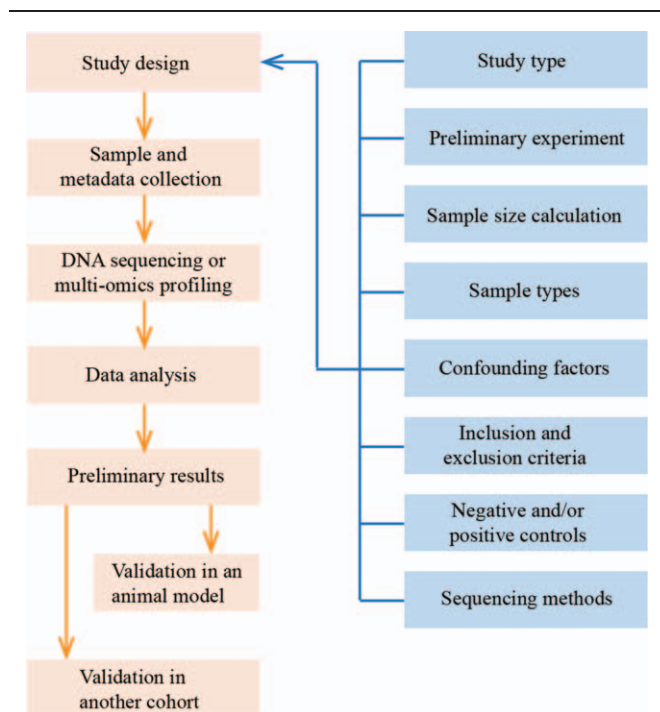 Study design
Sample and
metadata collection
DNA sequencing or
multi-omics profiling
Data analysis
Preliminary results
Validation in an
animal model
Validation in
another cohort
Study type
Preliminary experiment
Sample size calculation
Sample types
Confounding factors
Inclusion and
exclusion criteria
Negative and/or
positive controls
Sequencing methods